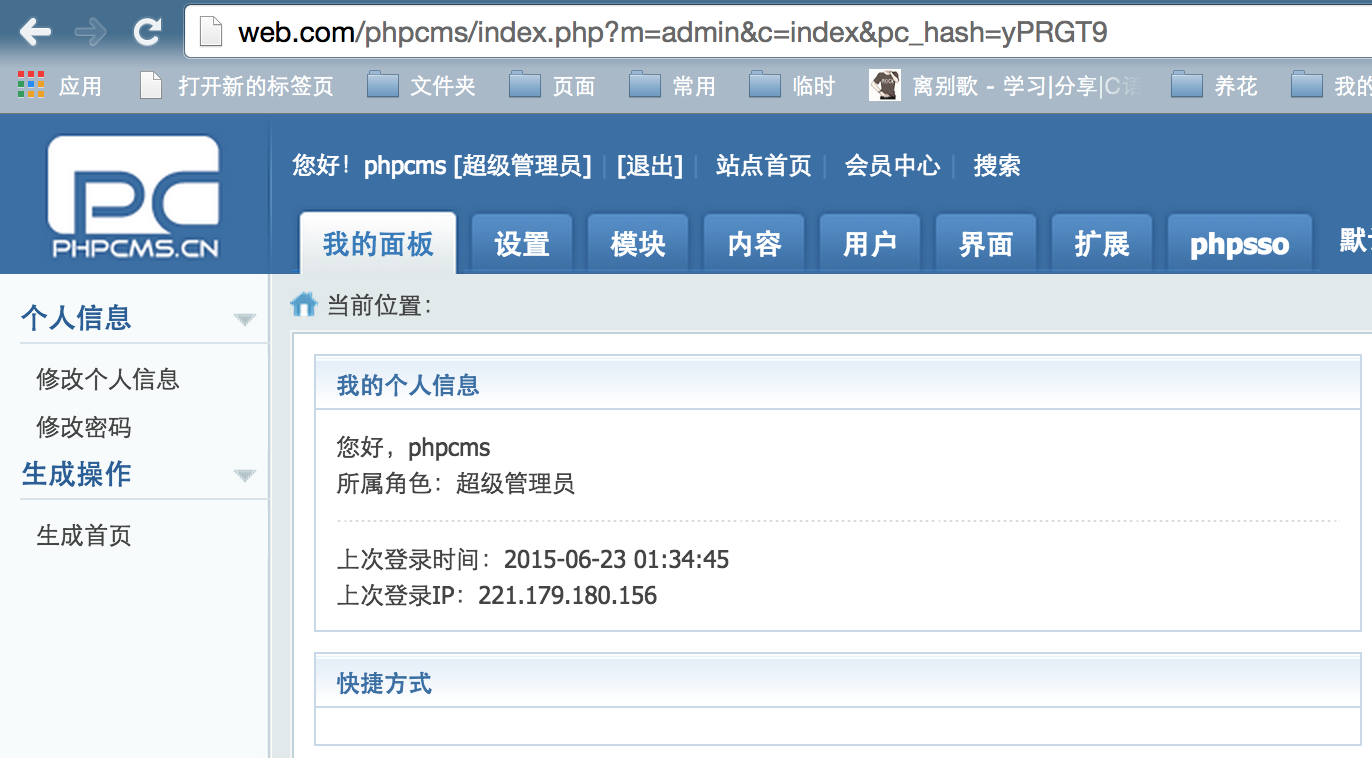 web.com/phpcms/index.php?m=admin&c=index&pc_hash=yPRGT9
应用 打开新的标签页 文件夹 页面 常用 临时 离别歌 - 学习|分享|C语 养花 我的
PC
PHPCMS.CN
您好！phpcms [超级管理员] | [退出] | 站点首页 | 会员中心 | 搜索
我的面板 设置 模块 内容 用户 界面 扩展 phpsso
当前位置：
个人信息
修改个人信息
修改密码
生成操作
生成首页
我的个人信息
您好，phpcms
所属角色：超级管理员
上次登录时间：2015-06-23 01:34:45
上次登录IP：221.179.180.156
快捷方式